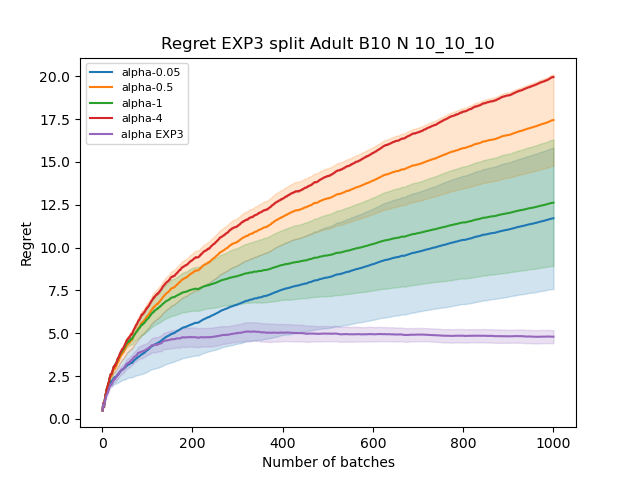 Regret EXP3 split Adult B10 N 10_10_10
alpha-0.05
alpha-0.5
alpha-1
alpha-4
alpha EXP3
Regret
20.0
17.5
15.0
12.5
10.0
7.5
5.0
2.5
0.0
0 200 400 600 800 1000
Number of batches